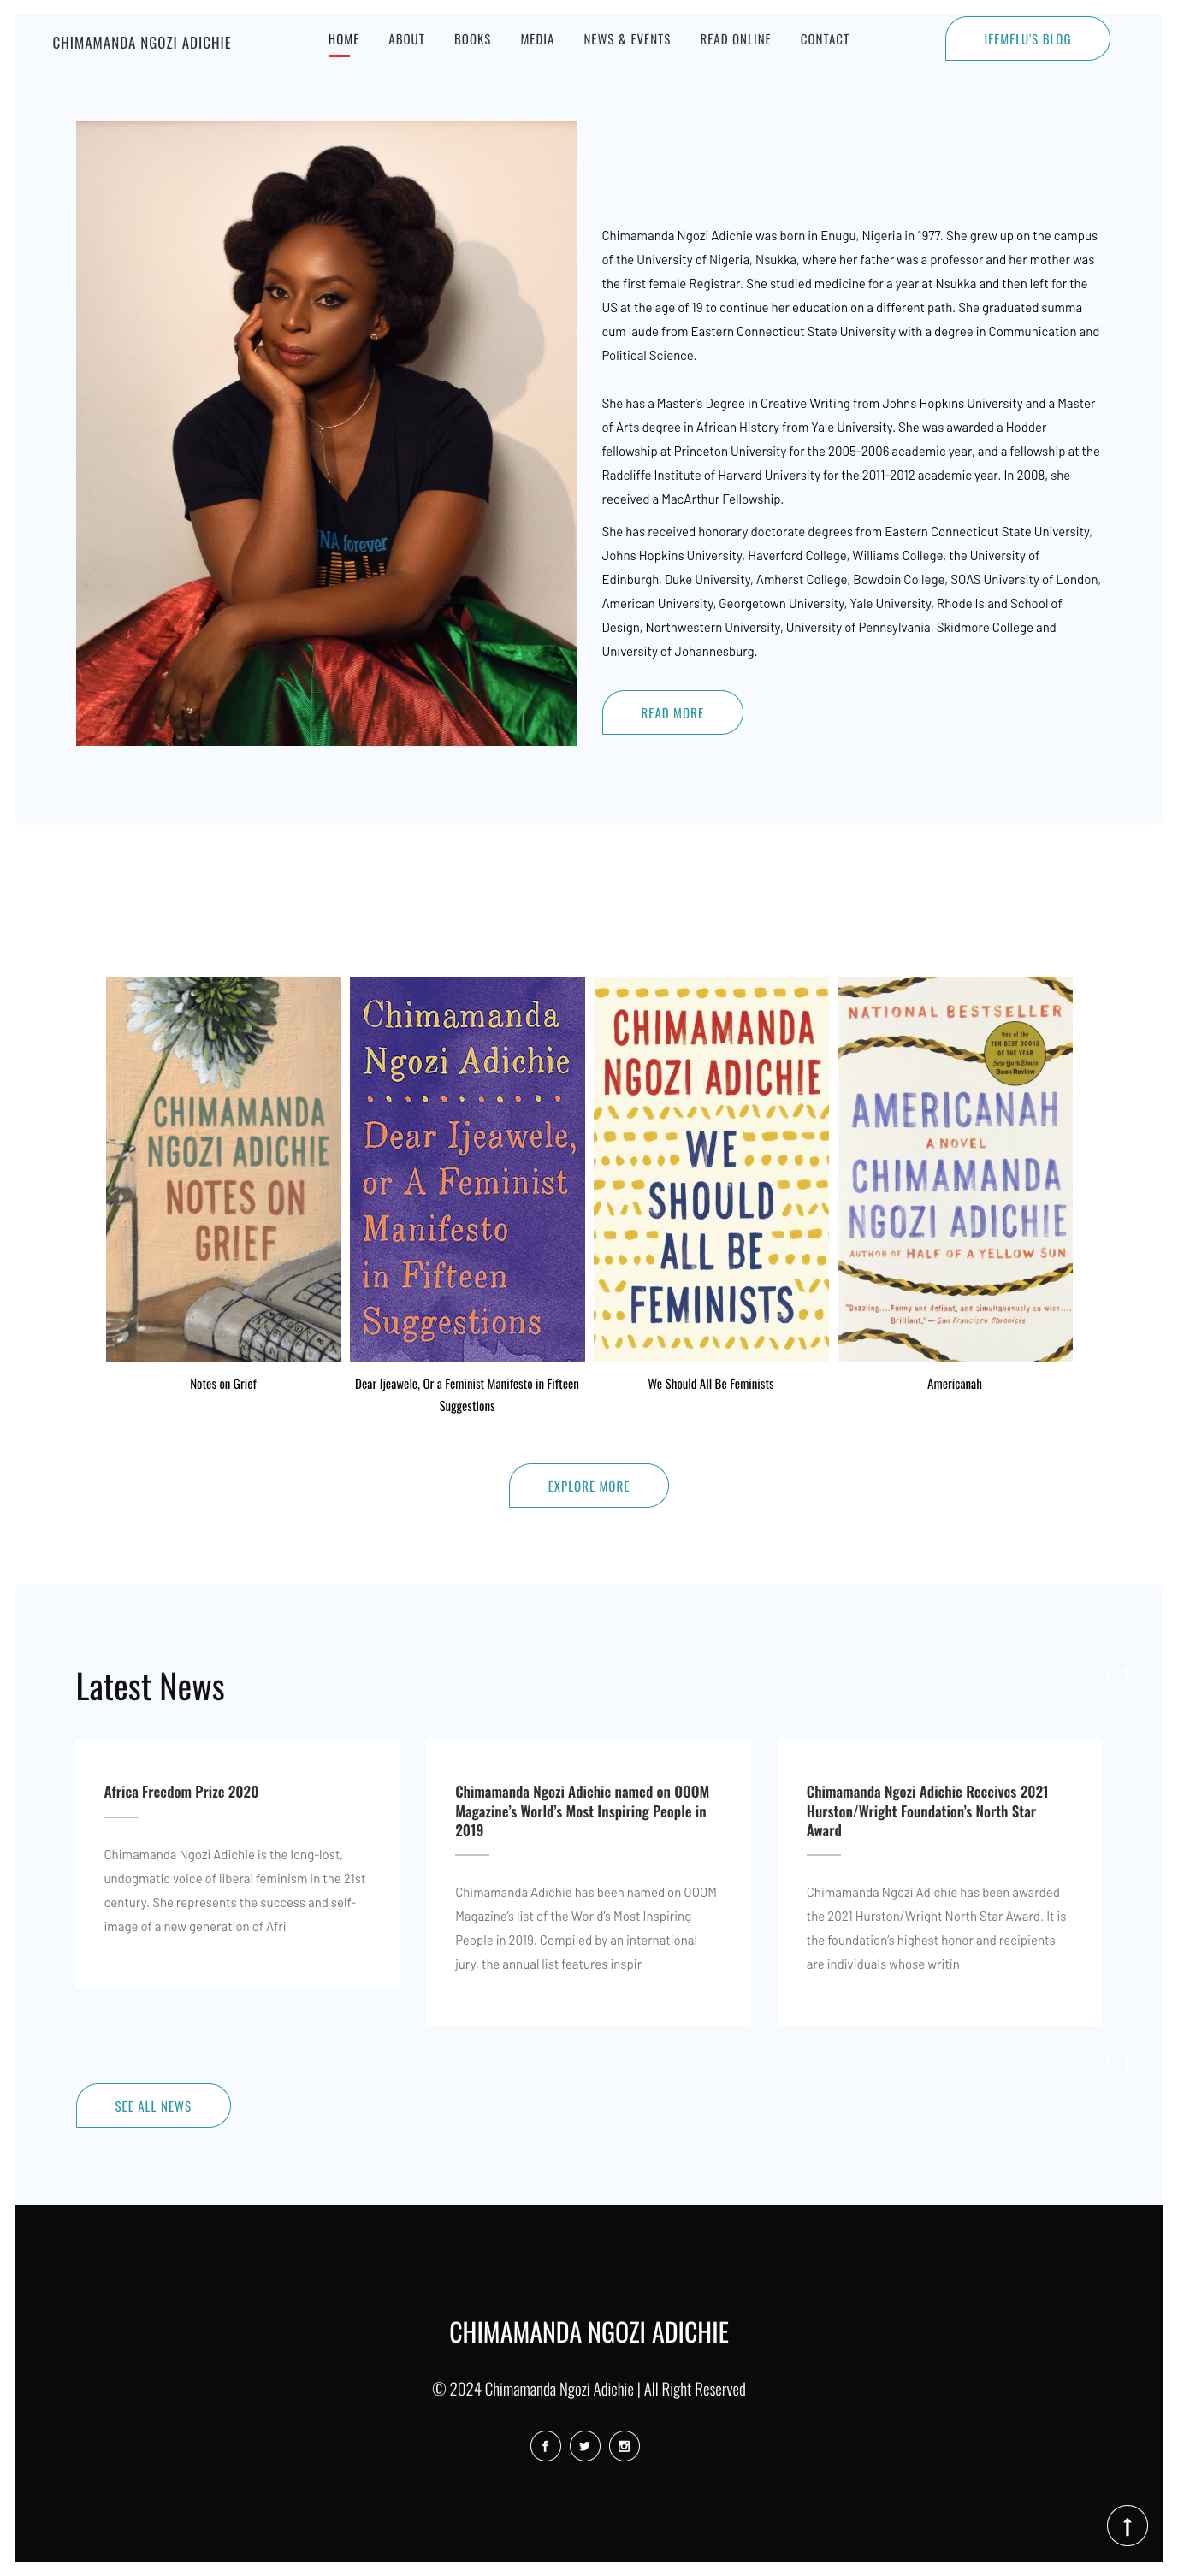 CHIMAMANDA NGOZI ADICHIE
HOME
ABOUT
BOOKS
MEDIA
NEWS & EVENTS
READ ONLINE
CONTACT
IFEMELU'S BLOG
Chimamanda Ngozi Adichie was born in Enugu, Nigeria in 1977. She grew up on the campus
of the University of Nigeria, Nsukka, where her father was a professor and her mother was
the first female Registrar. She studied medicine for a year at Nsukka and then left for the
US at the age of 19 to continue her education on a different path. She graduated summa
cum laude from Eastern Connecticut State University with a degree in Communication and
Political Science.
She has a Master's Degree in Creative Writing from Johns Hopkins University and a Master
of Arts degree in African History from Yale University. She was awarded a Hodder
fellowship at Princeton University for the 2005-2006 academic year, and a fellowship at the
Radcliffe Institute of Harvard University for the 2011-2012 academic year. In 2008, she
received a MacArthur Fellowship.
She has received honorary doctorate degrees from Eastern Connecticut State University,
Johns Hopkins University, Haverford College, Williams College, the University of
Edinburgh, Duke University, Amherst College, Bowdoin College, SOAS University of London,
American University, Georgetown University, Yale University, Rhode Island School of
Design, Northwestern University, University of Pennsylvania, Skidmore College and
University of Johannesburg.
NA forever
READ MORE
CHIMAMANDA
NGOZI ADICHIE
NOTES ON
GRIEF
Chimamanda
Ngozi Adichie
Dear Ijeawele,
or A Feminist
Manifesto
in Fifteen
Suggestions
CHIMAMANDA
NGOZI ADICHIE
WE
SHOULD
ALL BE
FEMINISTS
NATIONAL BESTSELLER
One of the
TEN BEST BOOKS
OF THE YEAR
New York Times
Book Review
AMERICANAH
A NOVEL
CHIMAMANDA
NGOZI ADICHIE
AUTHOR OF HALF OF A YELLOW SUN
"Dazzling....Funny and defiant, and simultaneously so wise....
Brilliant."—San Francisco Chronicle
Notes on Grief
Dear Ijeawele, Or a Feminist Manifesto in Fifteen
Suggestions
We Should All Be Feminists
Americanah
EXPLORE MORE
Latest News
Africa Freedom Prize 2020
Chimamanda Ngozi Adichie is the long-lost,
undogmatic voice of liberal feminism in the 21st
century. She represents the success and self-
image of a new generation of Afri
Chimamanda Ngozi Adichie named on OOOM
Magazine's World's Most Inspiring People in
2019
Chimamanda Adichie has been named on OOOM
Magazine's list of the World's Most Inspiring
People in 2019. Compiled by an international
jury, the annual list features inspir
Chimamanda Ngozi Adichie Receives 2021
Hurston/Wright Foundation's North Star
Award
Chimamanda Ngozi Adichie has been awarded
the 2021 Hurston/Wright North Star Award. It is
the foundation's highest honor and recipients
are individuals whose writin
SEE ALL NEWS
CHIMAMANDA NGOZI ADICHIE
© 2024 Chimamanda Ngozi Adichie | All Right Reserved